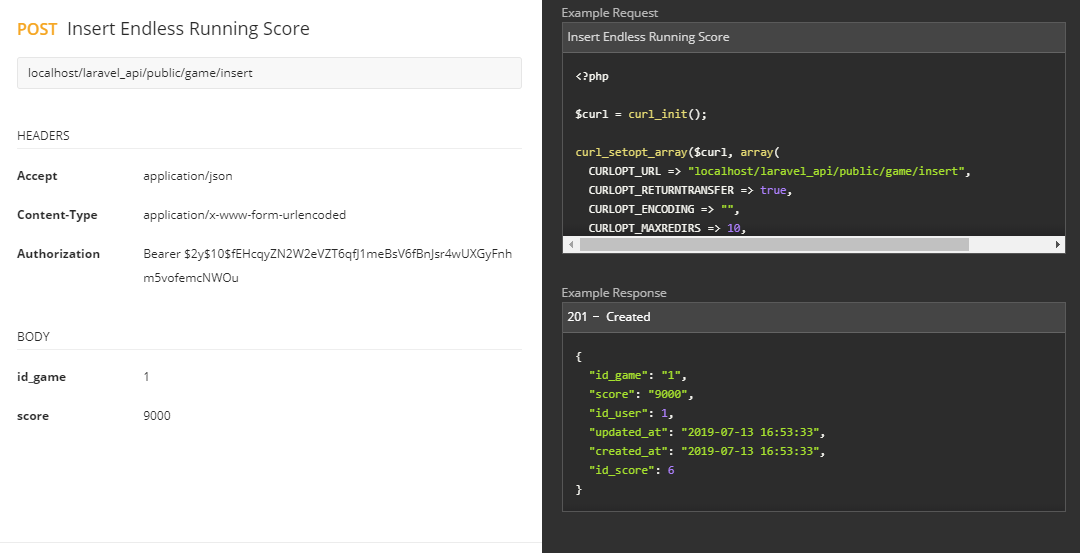 POST Insert Endless Running Score
localhost/laravel_api/public/game/insert
HEADERS
Accept application/json
Content-Type application/x-www-form-urlencoded
Authorization Bearer $2y$10$fEHcqyZN2W2eVZT6qfJ1meBsV6fBnJsr4wUXGyFnh
m5vofemcNWOu
BODY
id_game 1
score 9000
Example Request
Insert Endless Running Score
<?php
$curl = curl_init();
curl_setopt_array($curl, array(
CURLOPT_URL => "localhost/laravel_api/public/game/insert",
CURLOPT_RETURNTRANSFER => true,
CURLOPT_ENCODING => "",
CURLOPT_MAXREDIRS => 10,
Example Response
201 − Created
{
"id_game": "1",
"score": "9000",
"id_user": 1,
"updated_at": "2019-07-13 16:53:33",
"created_at": "2019-07-13 16:53:33",
"id_score": 6
}